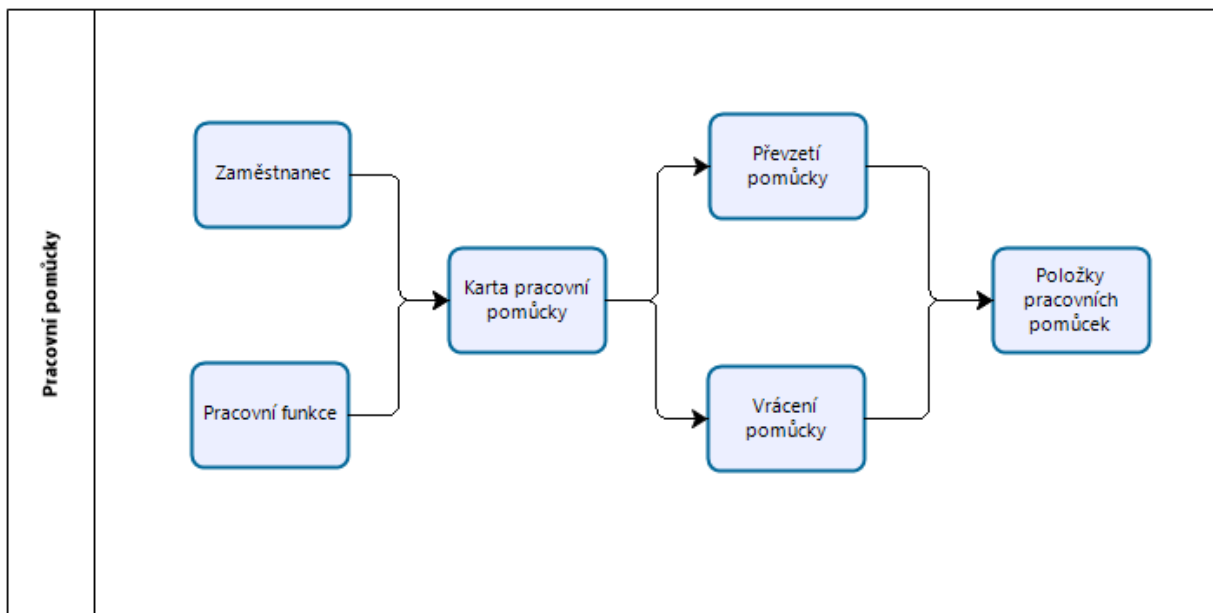 Pracovní pomůcky
Zaměstnanec
Pracovní funkce
Karta pracovní
pomůcky
Převzetí
pomůcky
Vrácení
pomůcky
Položky
pracovních
pomůcek